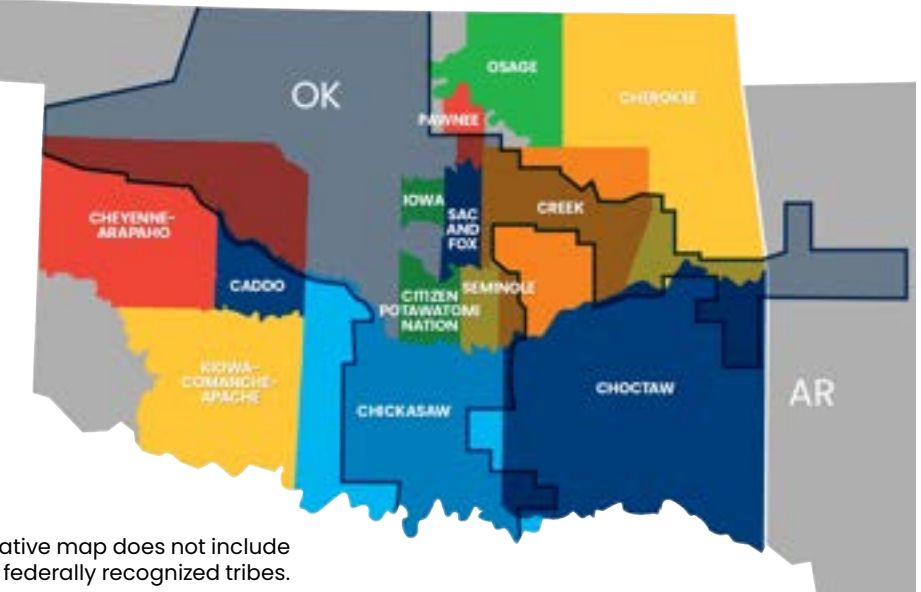 OK
OSAGE
CHEROKEE
PAWNEE
IOWA
SAC
AND
FOX
CREEK
CHEYENNE-
ARAPAHO
CADDO
SEMINOLE
CITIZEN
POTAWATOMI
NATION
KIOWA-
COMANCHE-
APACHE
CHICKASAW
CHOCTAW
AR
ative map does not include
federally recognized tribes.